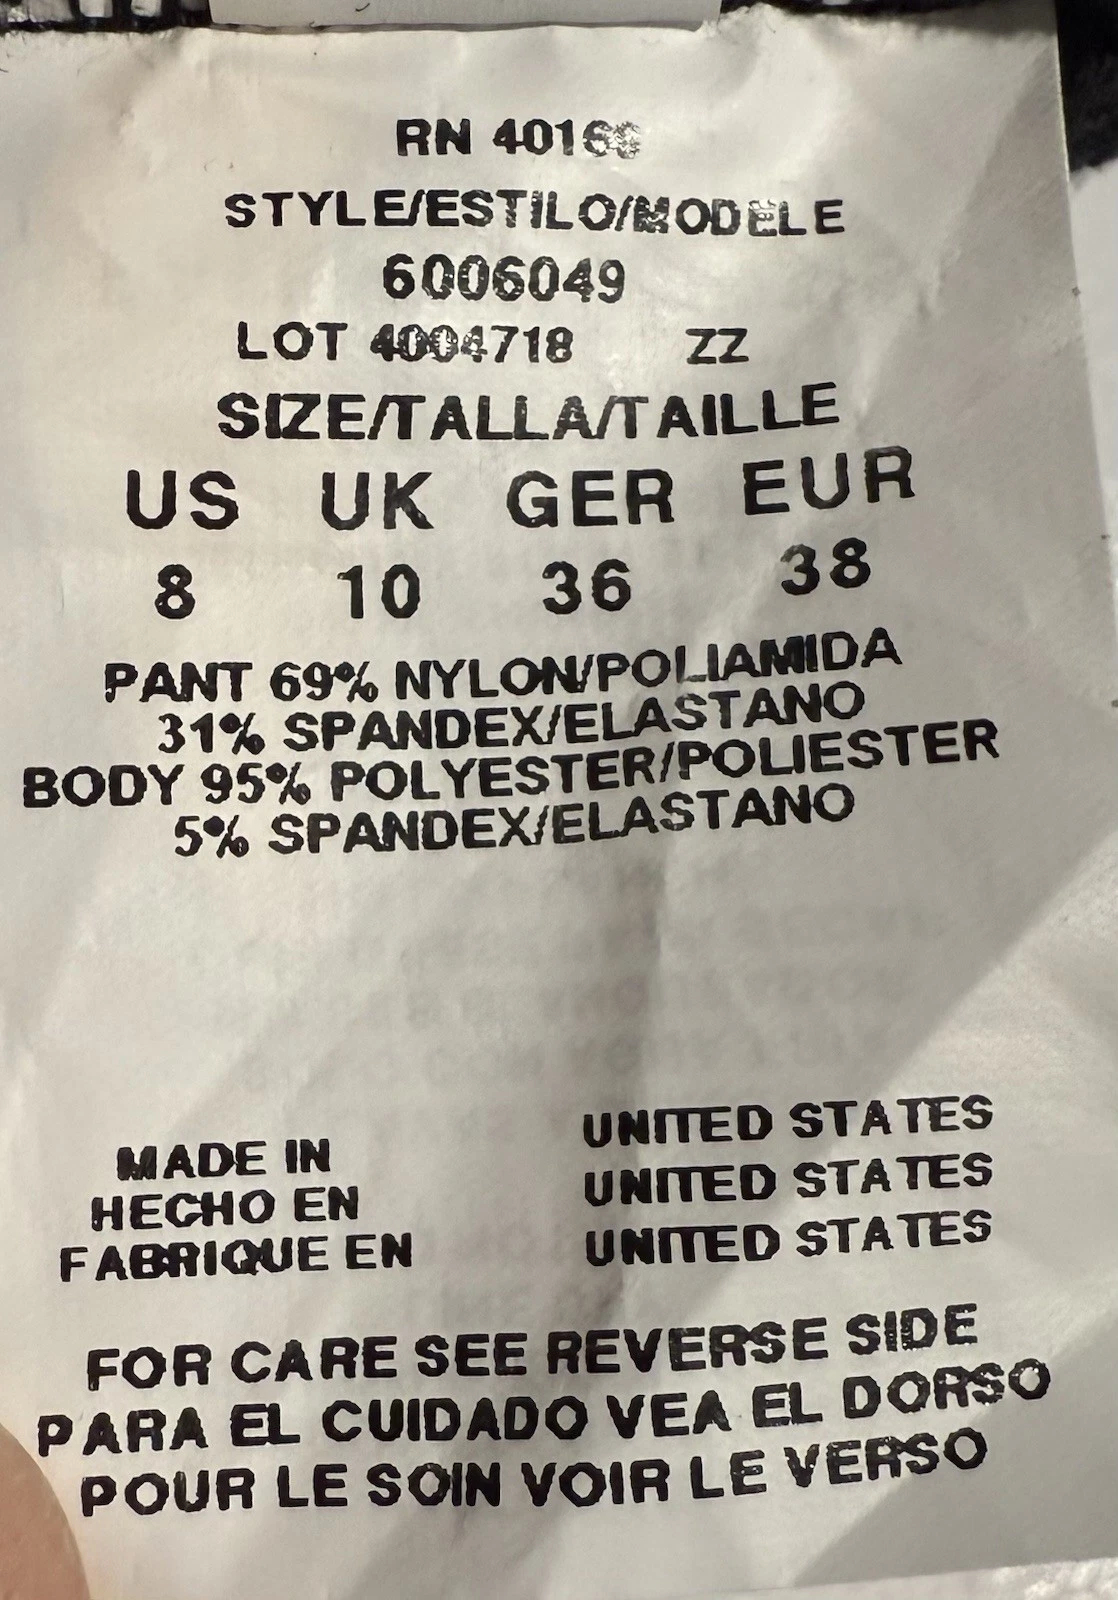 RN
STYLE/ESTILO/MODELE
6006049
LOT 4004718 ZZ
SIZE/TALLA/TAILLE
US UK GER EUR
8 10 36 38
PANT 69% NYLON/POLIAMIDA
31% SPANDEX/ELASTANO
BODY 95% POLYESTER/POLIESTER
5% SPANDEX/ELASTANO
MADE IN UNITED STATES
HECHO EN UNITED STATES
FABRIQUE EN UNITED STATES
FOR CARE SEE REVERSE SIDE
PARA EL CUIDADO VEA EL DORSO
POUR LE SOIN VOIR LE VERSO